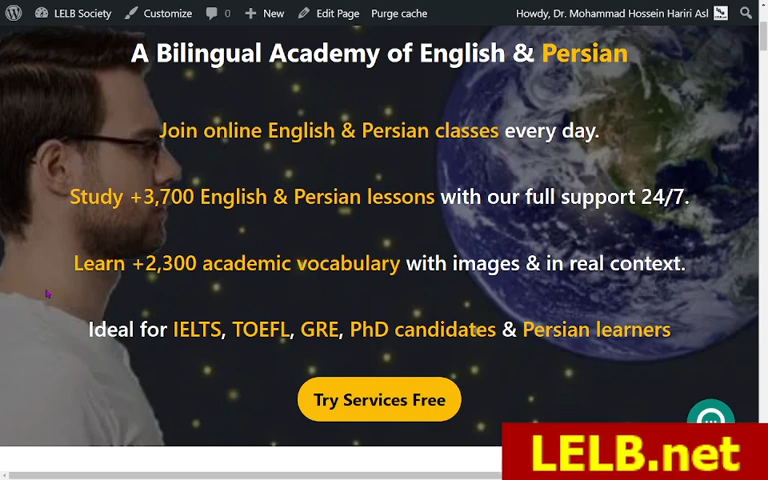 LELB Society Customize 0 New Edit Page Purge cache Howdy, Dr. Mohammad Hossein Hariri Asl
A Bilingual Academy of English & Persian
Join online English & Persian classes every day.
Study +3,700 English & Persian lessons with our full support 24/7.
Learn +2,300 academic vocabulary with images & in real context.
Ideal for IELTS, TOEFL, GRE, PhD candidates & Persian learners
Try Services Free
LELB.net